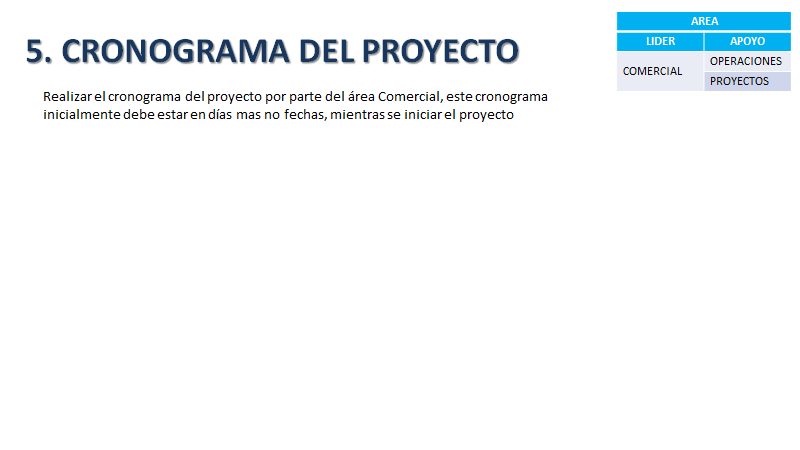 5. CRONOGRAMA DEL PROYECTO
Realizar el cronograma del proyecto por parte del área Comercial, este cronograma
inicialmente debe estar en días mas no fechas, mientras se iniciar el proyecto
AREA
LIDER APOYO
COMERCIAL OPERACIONES
PROYECTOS